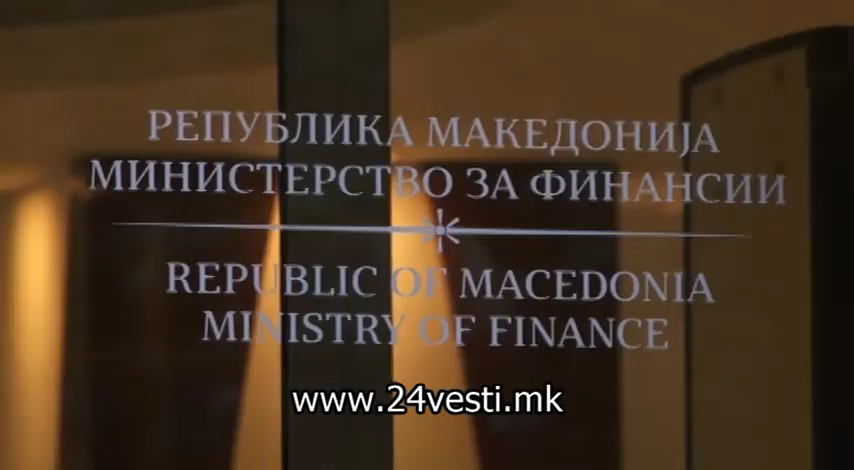 РЕПУБЛИКА МАКЕДОНИЈА
МИНИСТЕРСТВО ЗА ФИНАНСИИ
REPUBLIC OF MACEDONIA
MINISTRY OF FINANCE
www.24vesti.mk